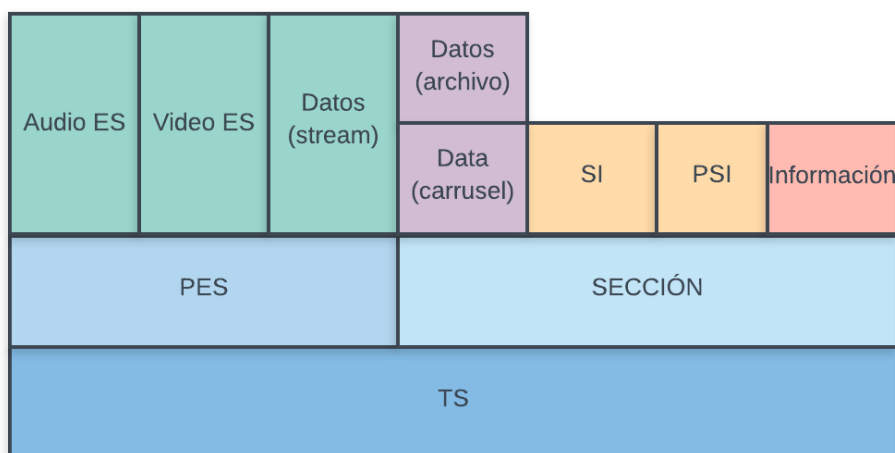 Audio ES
Video ES
Datos
(stream)
Datos
(archivo)
Data
(carrusel)
SI
PSI
Información
PES
SECCIÓN
TS